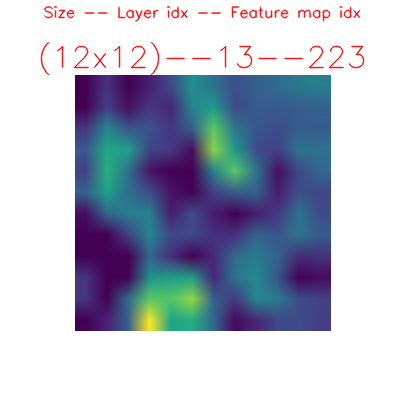 Size -- Layer idx -- Feature map idx
(12x12)--13--223